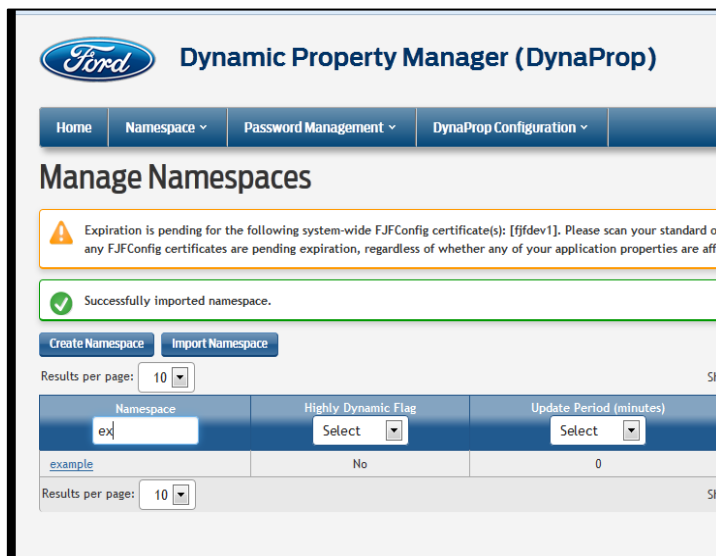 Ford
Dynamic Property Manager (DynaProp)
Home Namespace Password Management DynaProp Configuration
Manage Namespaces
Expiration is pending for the following system-wide FJFConfig certificate(s): [fjfdev1]. Please scan your standard
any FJFConfig certificates are pending expiration, regardless of whether any of your application properties are
Successfully imported namespace.
Create Namespace Import Namespace
Results per page: 10
Namespace Highly Dynamic Flag Update Period (minutes)
ex Select Select
example No 0
Results per page: 10